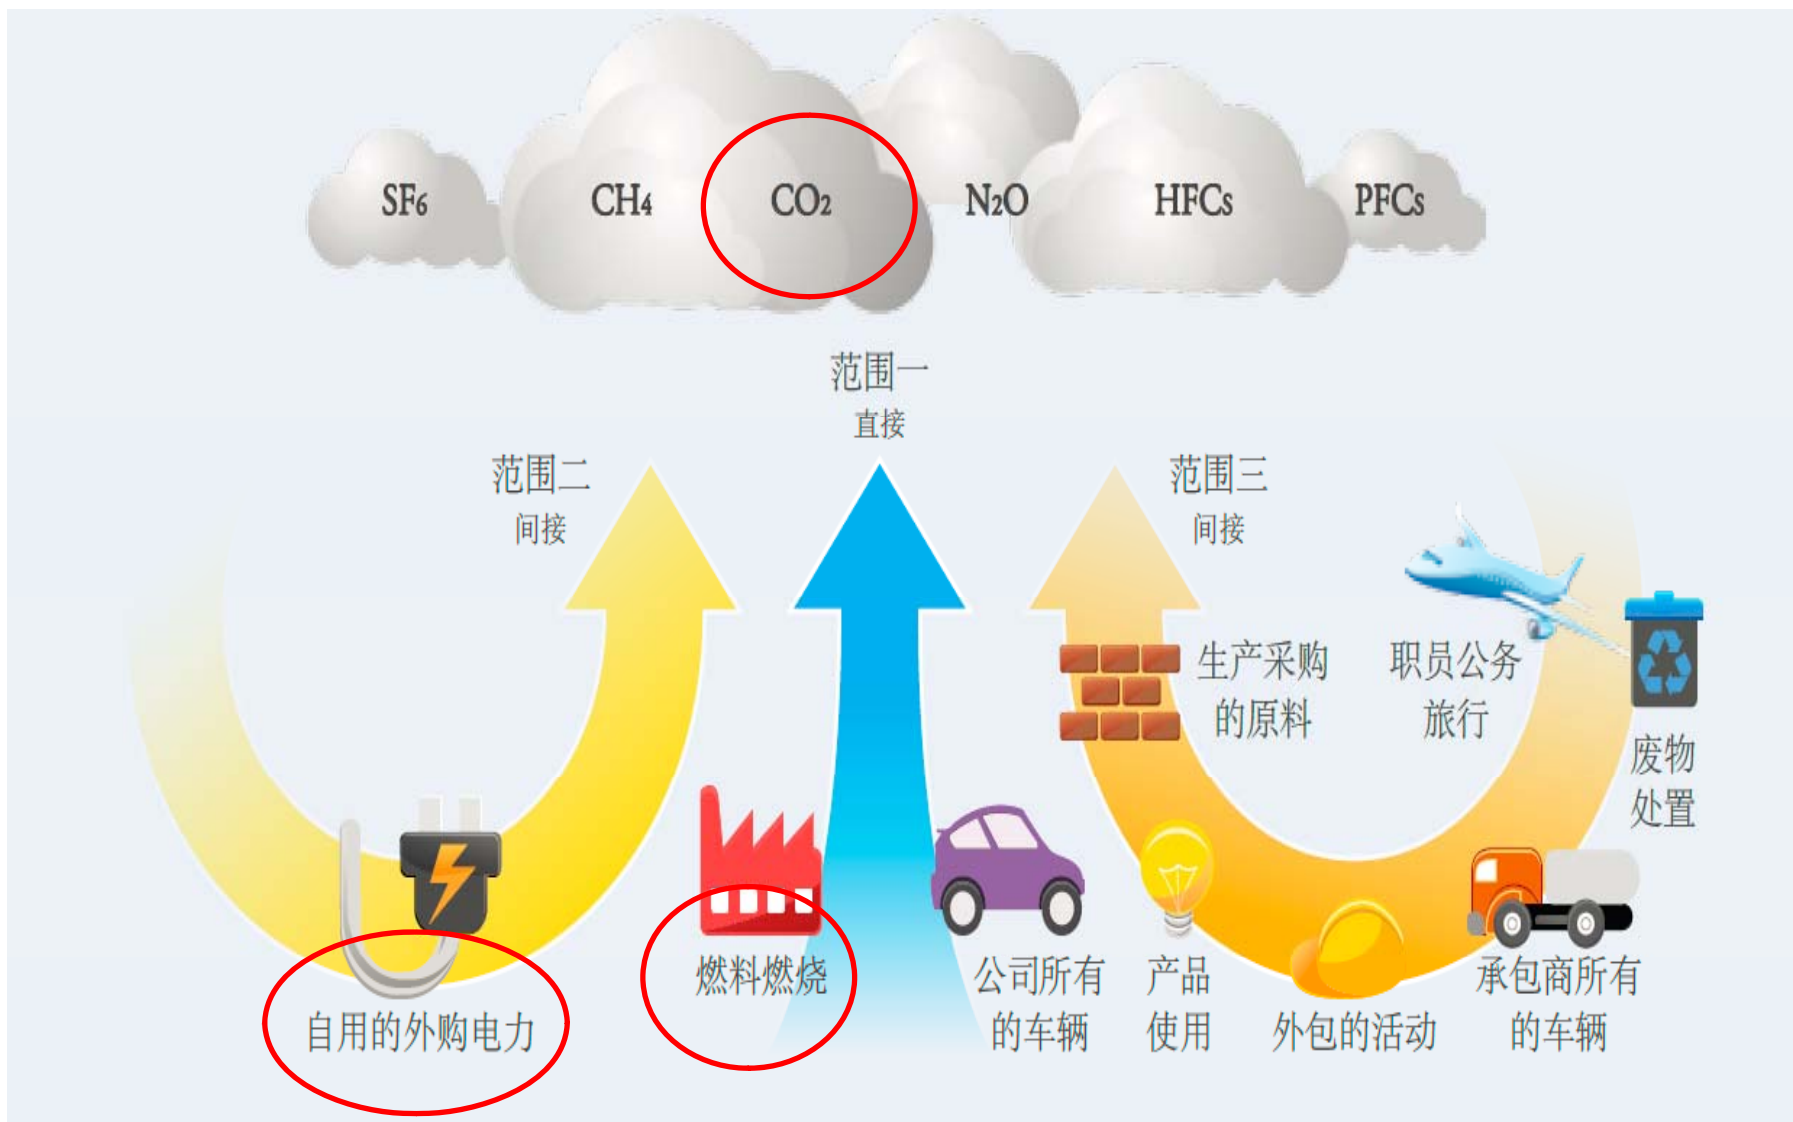 SF₆ CH₄ CO₂ N₂O HFCs PFCs
范围一
直接
范围二
间接
范围三
间接
生产采购
的原料
职员公务
旅行
废物
处置
自用的外购电力
燃料燃烧
公司所有
的车辆
产品
使用
外包的活动
承包商所有
的车辆